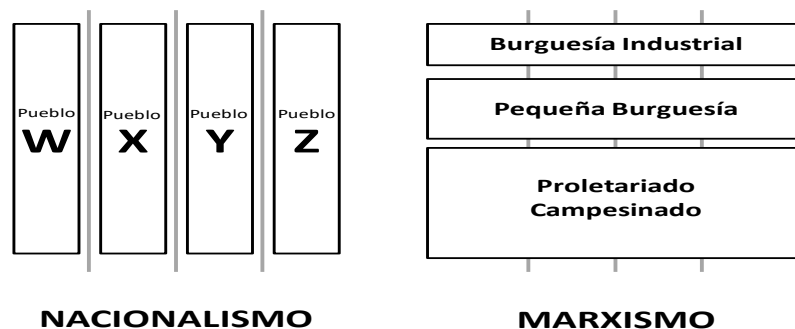 Pueblo
W
Pueblo
X
Pueblo
Y
Pueblo
Z
NACIONALISMO
Burguesía Industrial
Pequeña Burguesía
Proletariado
Campesinado
MARXISMO